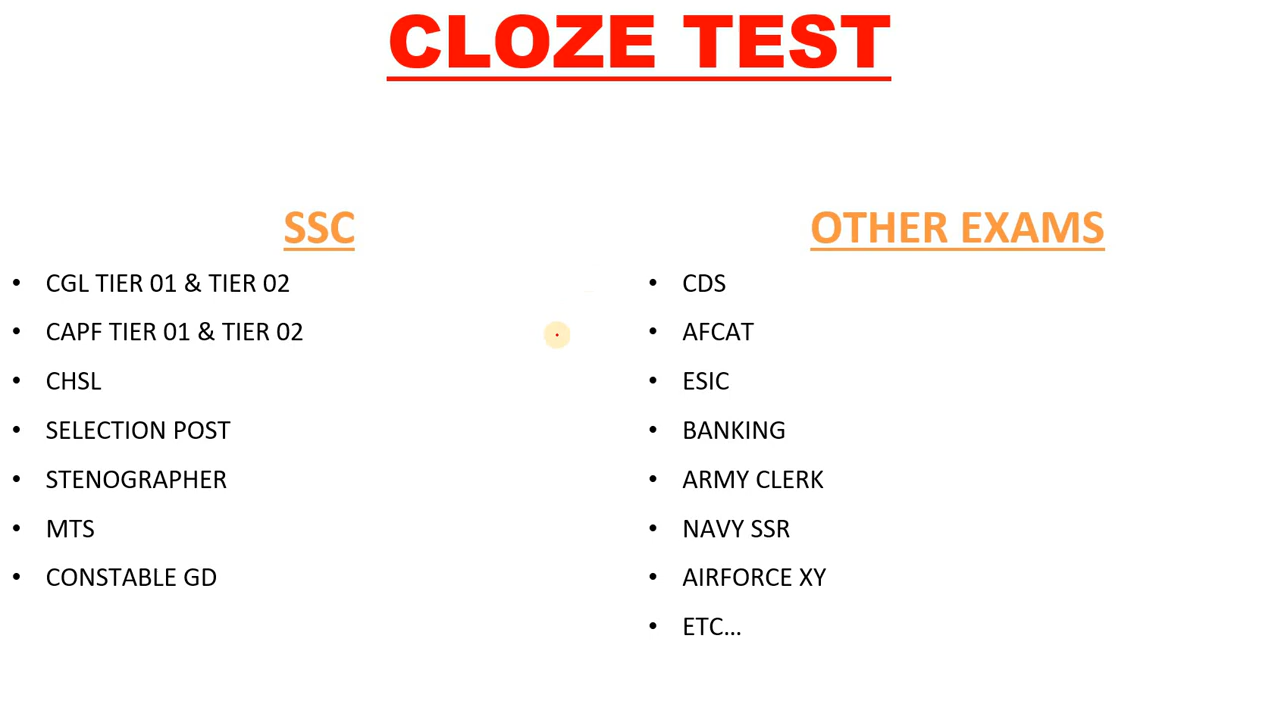 CLOZE TEST
SSC
• CGL TIER 01 & TIER 02
• CAPF TIER 01 & TIER 02
• CHSL
• SELECTION POST
• STENOGRAPHER
• MTS
• CONSTABLE GD
OTHER EXAMS
• CDS
• AFCAT
• ESIC
• BANKING
• ARMY CLERK
• NAVY SSR
• AIRFORCE XY
• ETC...